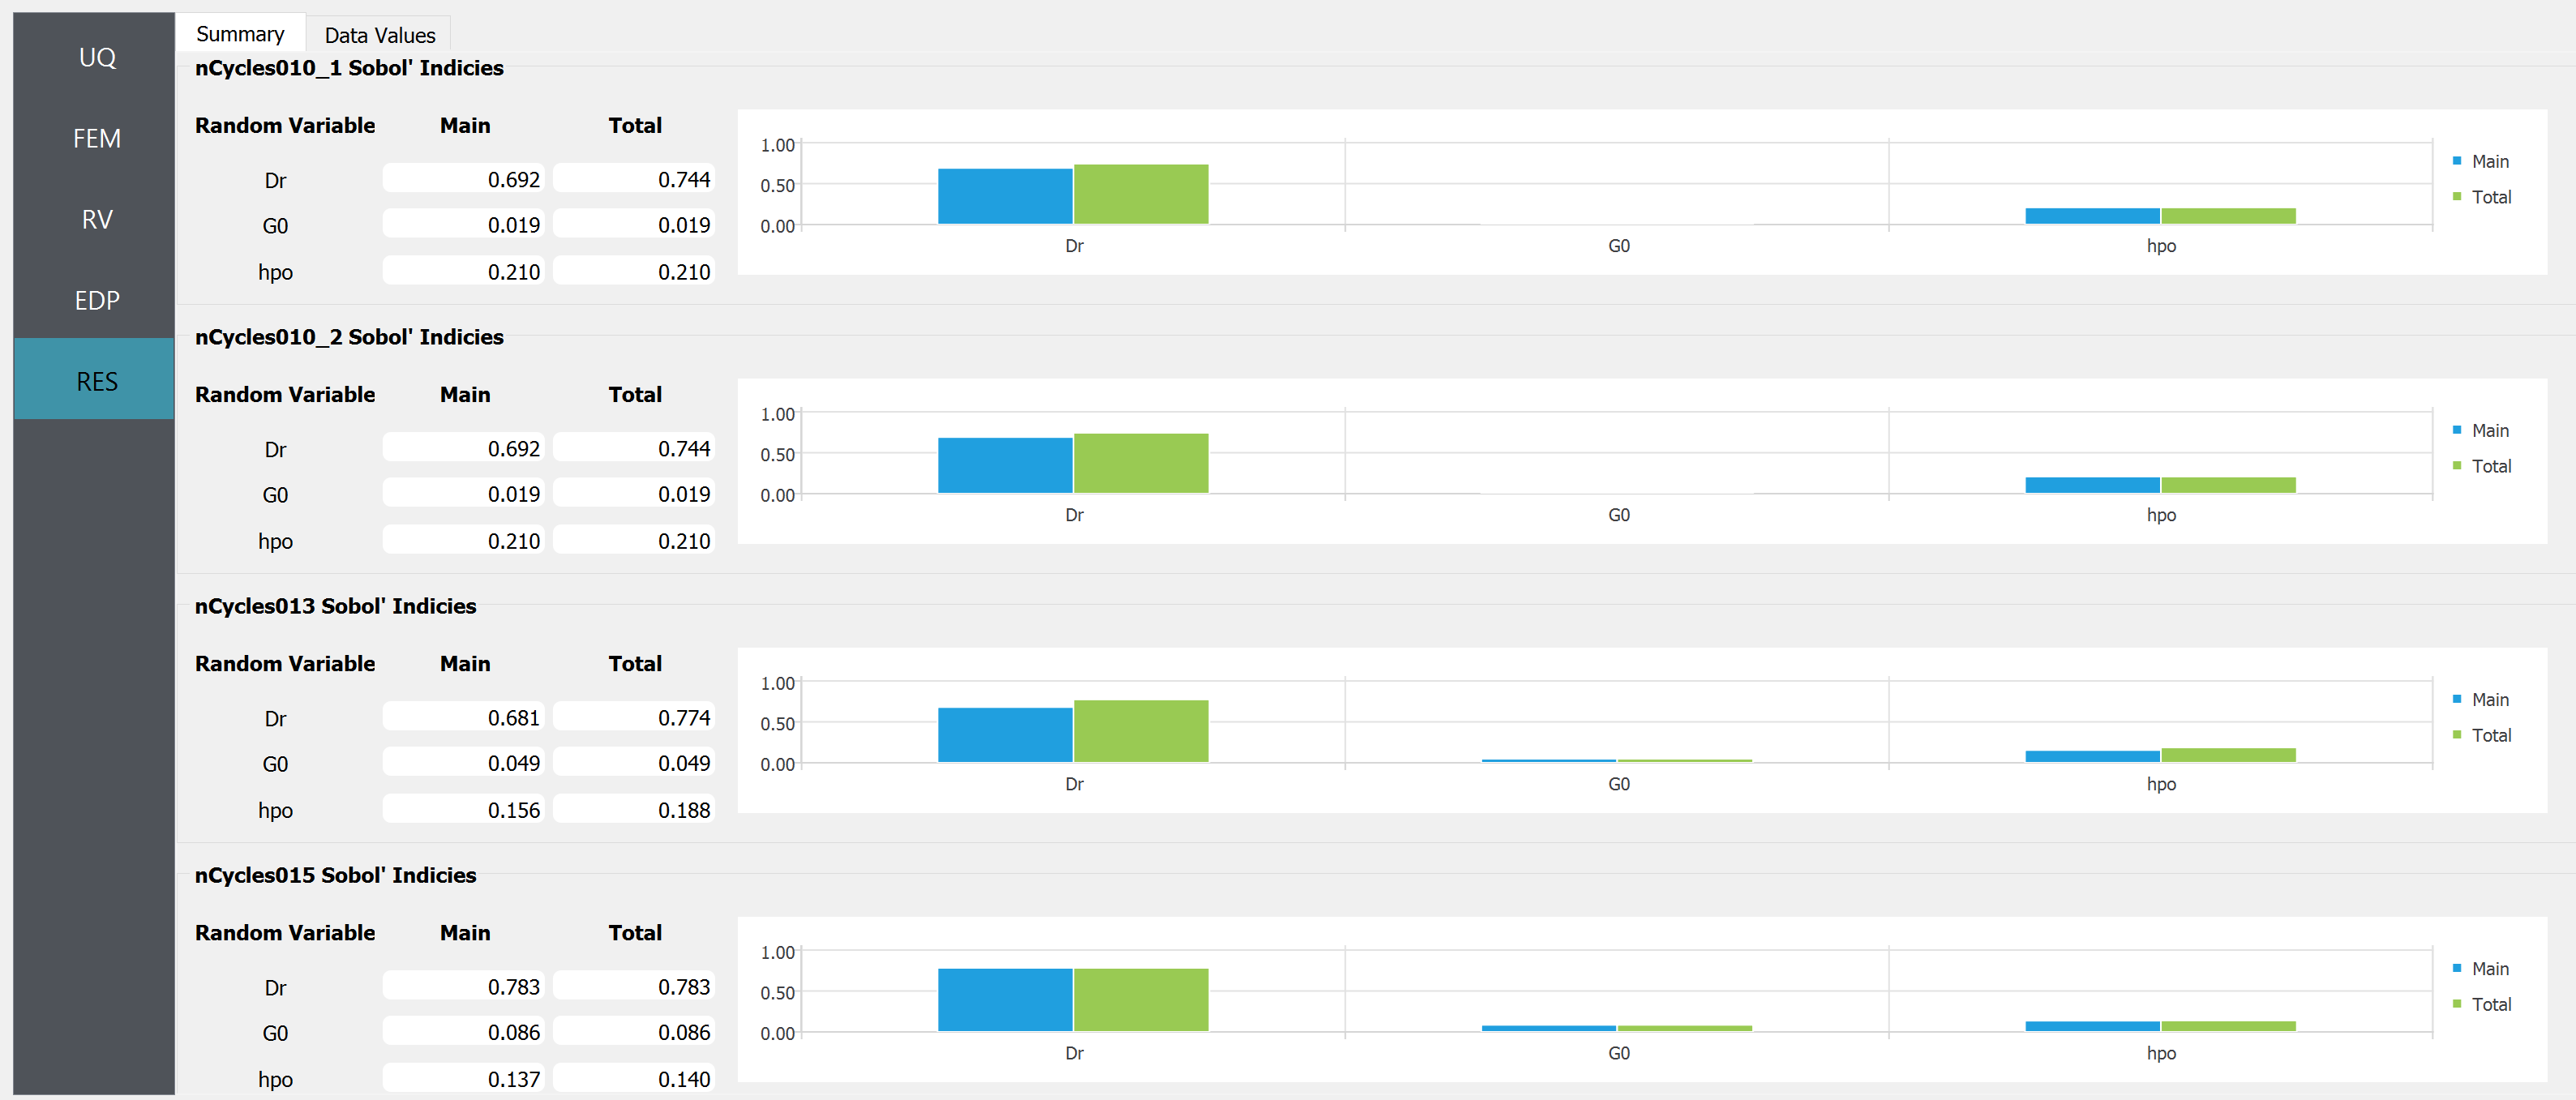 UQ
FEM
RV
EDP
RES
Summary Data Values
nCycles010_1 Sobol' Indicies
Random Variable Main Total
Dr 0.692 0.744
G0 0.019 0.019
hpo 0.210 0.210
1.00
0.50
0.00
Dr G0 hpo
Main
Total
nCycles010_2 Sobol' Indicies
Random Variable Main Total
Dr 0.692 0.744
G0 0.019 0.019
hpo 0.210 0.210
1.00
0.50
0.00
Dr G0 hpo
Main
Total
nCycles013 Sobol' Indicies
Random Variable Main Total
Dr 0.681 0.774
G0 0.049 0.049
hpo 0.156 0.188
1.00
0.50
0.00
Dr G0 hpo
Main
Total
nCycles015 Sobol' Indicies
Random Variable Main Total
Dr 0.783 0.783
G0 0.086 0.086
hpo 0.137 0.140
1.00
0.50
0.00
Dr G0 hpo
Main
Total